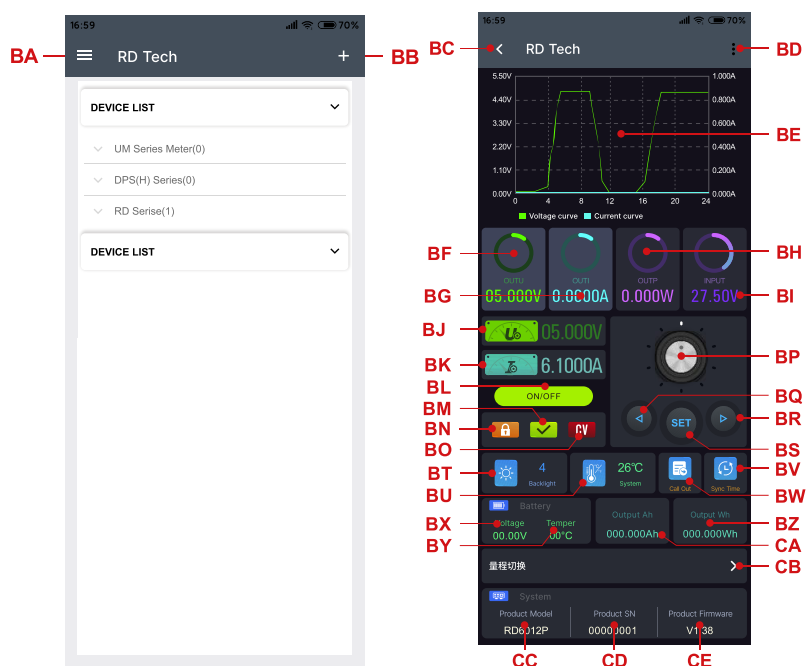 16:59
70%
BA
RD Tech
+
BB
DEVICE LIST
UM Series Meter(0)
DPS(H) Series(0)
RD Serise(1)
DEVICE LIST
16:59
70%
BC
RD Tech
BD
5.50V
1.000A
4.40V
0.800A
3.30V
0.600A
BE
2.20V
0.400A
1.10V
0.200A
0.00V
0.000A
0 4 8 12 16 20 24
Voltage curve
Current curve
BF
BH
OUTU
OUTI
OUTP
INPUT
BG
05.000V
0.0000A
0.000W
27.50V
BI
BJ
05.000V
BK
6.1000A
BP
BL
ON/OFF
BM
BQ
BN
CV
SET
BR
BO
BS
BT
4
Backlight
26°C
System
Call Out
Sync Time
BV
BU
BW
Battery
BX
Voltage
Temper
Output Ah
Output Wh
BZ
BY
00.00V
00°C
000.000Ah
000.000Wh
CA
量程切换
CB
System
Product Model
Product SN
Product Firmware
RD6012P
00000001
V1.38
CC
CD
CE